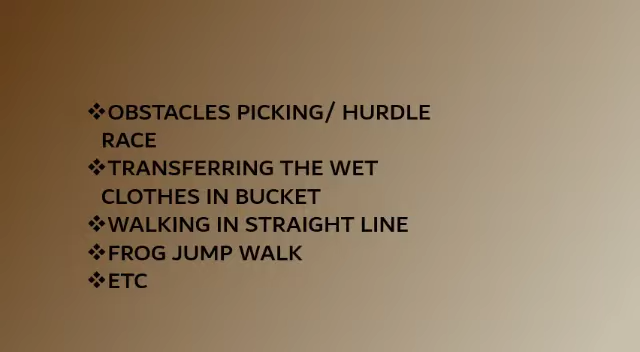 ❖OBSTACLES PICKING/ HURDLE
RACE
❖TRANSFERRING THE WET
CLOTHES IN BUCKET
❖WALKING IN STRAIGHT LINE
❖FROG JUMP WALK
❖ETC